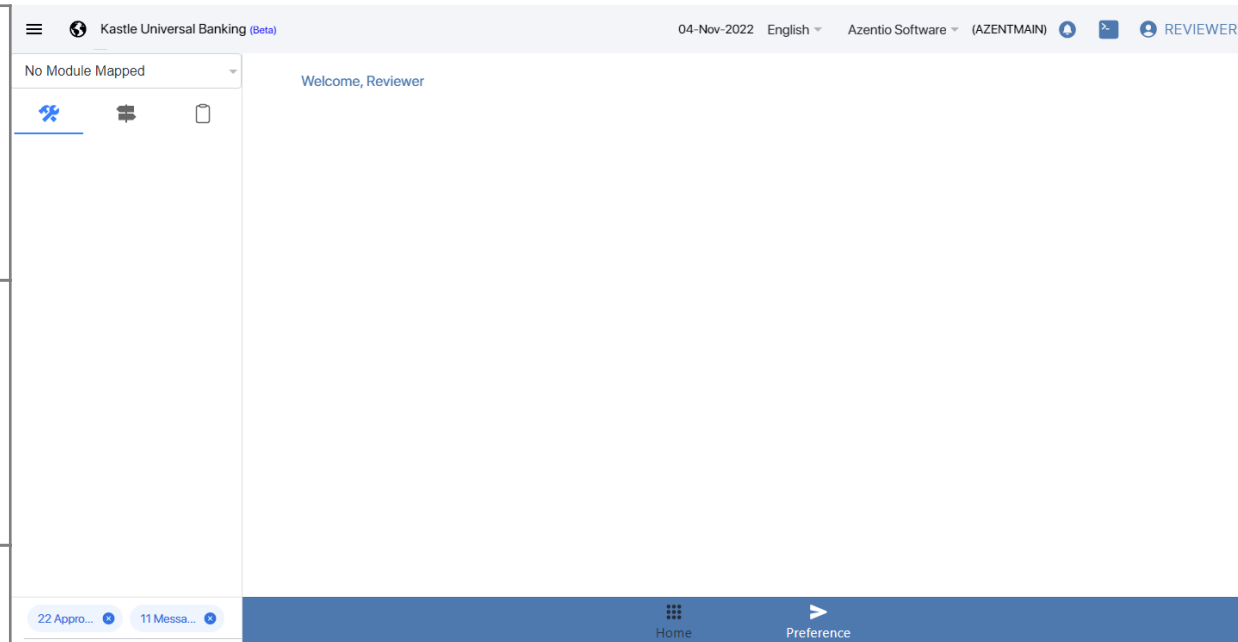 Kastle Universal Banking (Beta) 04-Nov-2022 English Azentio Software (AZENTMAIN) REVIEWER
No Module Mapped
Welcome, Reviewer
22 Appro... 11 Messa...
Home Preference